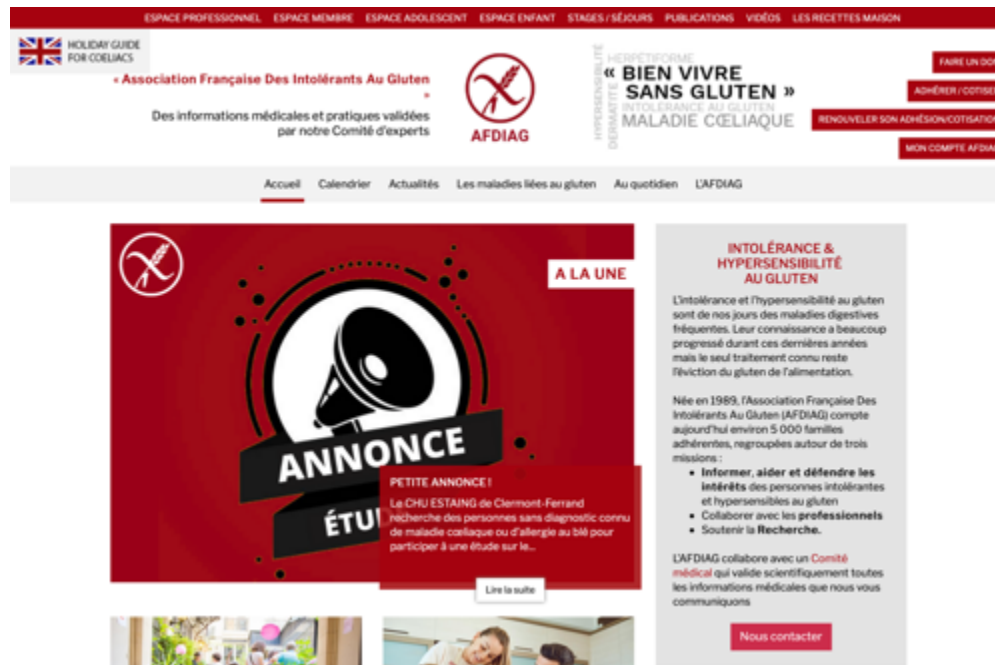 ESPACE PROFESSIONNEL ESPACE MEMBRE ESPACE ADOLESCENT ESPACE ENFANT STAGES / SÉJOURS PUBLICATIONS VIDÉOS LES RECETTES MAISON
HOLIDAY GUIDE
FOR COELIACS
« Association Française Des Intolérants Au Gluten
»
Des informations médicales et pratiques validées
par notre Comité d'experts
AFDIAG
HYPERSENSIBILITÉ
DERMATITE
HERPÉTIFORME
« BIEN VIVRE
SANS GLUTEN »
INTOLERANCE AU GLUTEN
MALADIE CŒLIAQUE
FAIRE UN DON
ADHÉRER / COTISER
RENOUVELER SON ADHÉSION/COTISATION
MON COMPTE AFDIAG
Accueil Calendrier Actualités Les maladies liées au gluten Au quotidien L'AFDIAG
A LA UNE
ANNONCE
ÉTU
PETITE ANNONCE !
Le CHU ESTAING de Clermont-Ferrand
recherche des personnes sans diagnostic connu
de maladie cœliaque ou d'allergie au blé pour
participer à une étude sur le...
Lire la suite
INTOLÉRANCE &
HYPERSENSIBILITÉ
AU GLUTEN
L'intolérance et l'hypersensibilité au gluten
sont de nos jours des maladies digestives
fréquentes. Leur connaissance a beaucoup
progressé durant ces dernières années
mais le seul traitement connu reste
l'éviction du gluten de l'alimentation.
Née en 1989, l'Association Française Des
Intolérants Au Gluten (AFDIAG) compte
aujourd'hui environ 5 000 familles
adhérentes, regroupées autour de trois
missions :
• Informer, aider et défendre les
intérêts des personnes intolérantes
et hypersensibles au gluten
• Collaborer avec les professionnels
• Soutenir la Recherche.
L'AFDIAG collabore avec un Comité
médical qui valide scientifiquement toutes
les informations médicales que nous vous
communiquons
Nous contacter